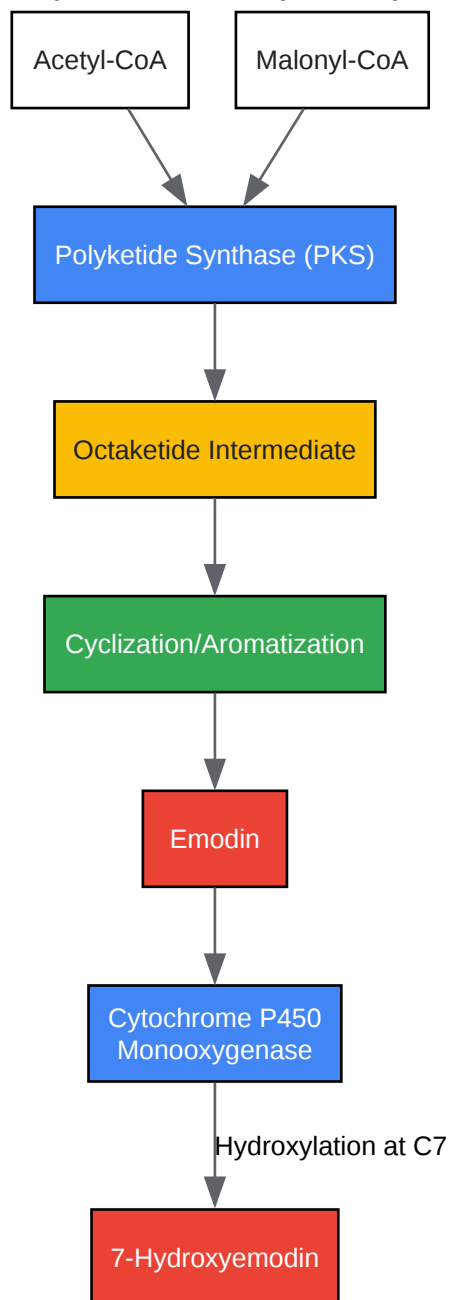 Acetyl-CoA
Malonyl-CoA
Polyketide Synthase (PKS)
Octaketide Intermediate
Cyclization/Aromatization
Emodin
Cytochrome P450
Monooxygenase
Hydroxylation at C7
7-Hydroxyemodin